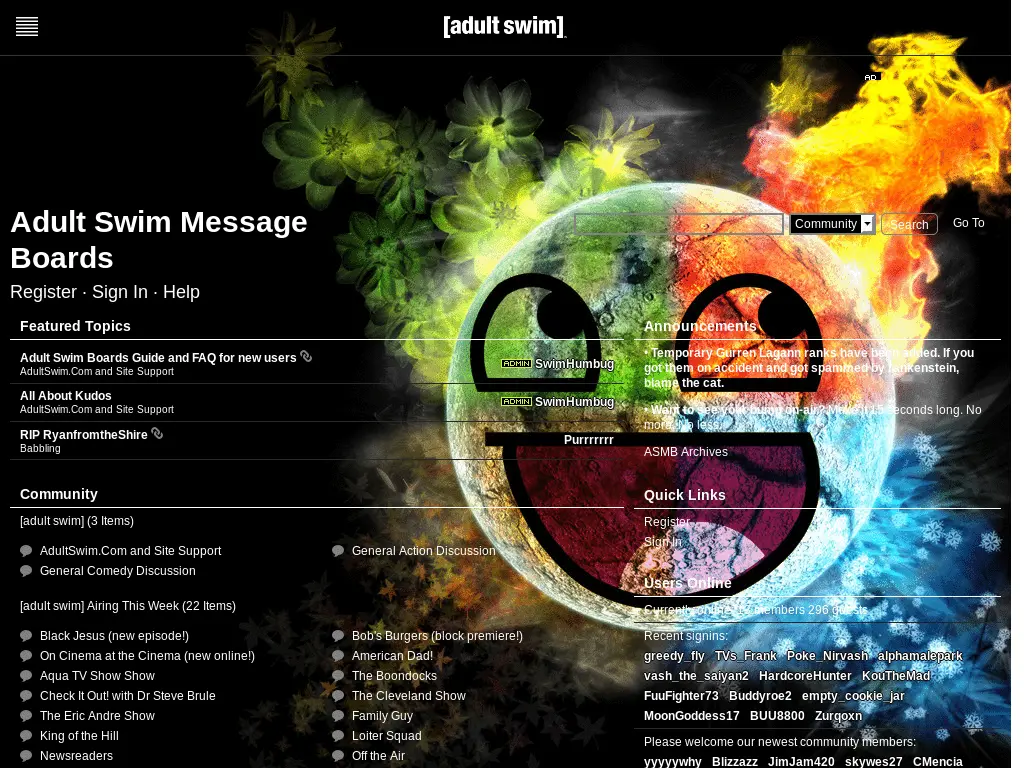 [adult swim]
AD
Adult Swim Message
Boards
Community
Search
Go To
Register · Sign In · Help
Featured Topics
Adult Swim Boards Guide and FAQ for new users
AdultSwim.Com and Site Support
ADMIN SwimHumbug
All About Kudos
AdultSwim.Com and Site Support
ADMIN SwimHumbug
RIP RyanfromtheShire
Babbling
Purrrrrrr
Community
[adult swim] (3 Items)
AdultSwim.Com and Site Support
General Action Discussion
General Comedy Discussion
[adult swim] Airing This Week (22 Items)
Black Jesus (new episode!)
Bob's Burgers (block premiere!)
On Cinema at the Cinema (new online!)
American Dad!
Aqua TV Show Show
The Boondocks
Check It Out! with Dr Steve Brule
The Cleveland Show
The Eric Andre Show
Family Guy
King of the Hill
Loiter Squad
Newsreaders
Off the Air
Announcements
• Temporary Gurren Lagann ranks have been added. If you
got them on accident and got spammed by fankenstein,
blame the cat.
• Want to see your bump on-air? Make it 15 seconds long. No
more. No less.
ASMB Archives
Quick Links
Register
Sign In
Users Online
Currently online: members 296 guests
Recent signins:
greedy_fly TVs_Frank Poke_Nirvash alphamalepark
vash_the_saiyan2 HardcoreHunter KouTheMad
FuuFighter73 Buddyroe2 empty_cookie_jar
MoonGoddess17 BUU8800 Zurqoxn
Please welcome our newest community members:
yyyyywhy Blizzazz JimJam420 skywes27 CMencia